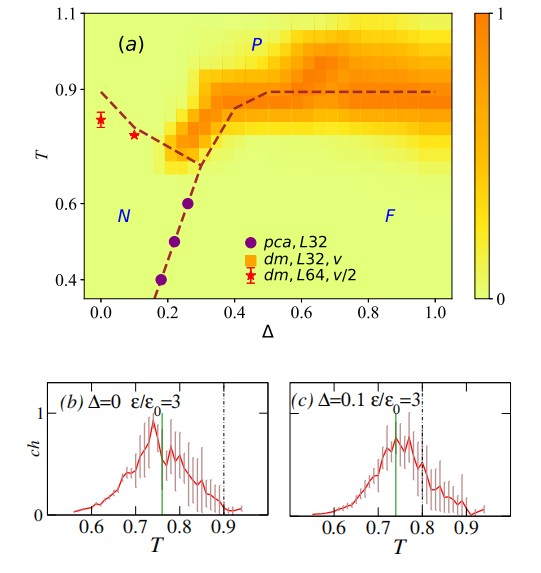 1.1
1
(a)
P
0.9
T
0.6
N
F
pca, L32
dm, L32, v
dm, L64, v/2
0.4
0
0.0 0.2 0.4 0.6 0.8 1.0
Δ
(b) Δ=0 ε/ε₀=3
(c) Δ=0.1 ε/ε₀=3
1
ch
0
0.6 0.7 0.8 0.9
0.6 0.7 0.8 0.9
T
T